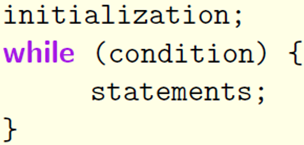 initialization;
while (condition) {
statements;
}